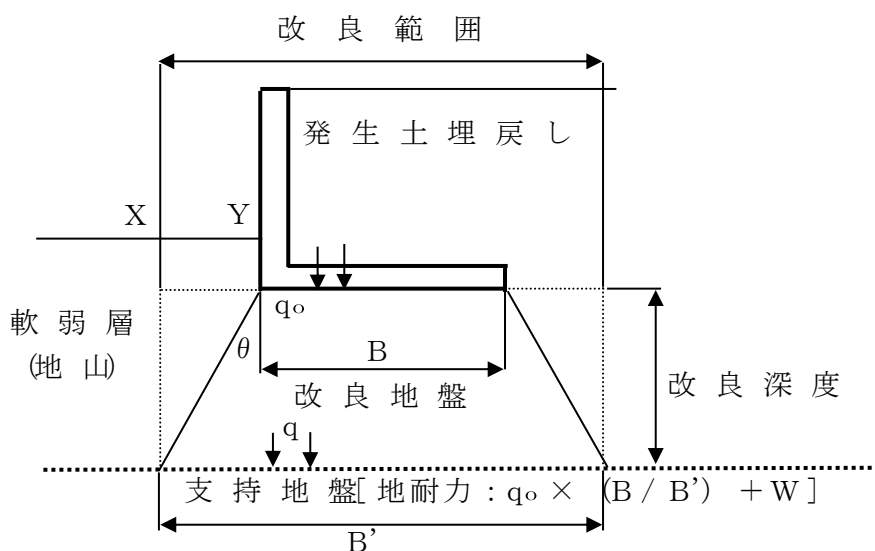 改良範囲
発生土埋戻し
X
Y
軟弱層
(地山)
qo
θ
B
改良地盤
改良深度
q
支持地盤[地耐力:qo×(B/B’)+W]
B’